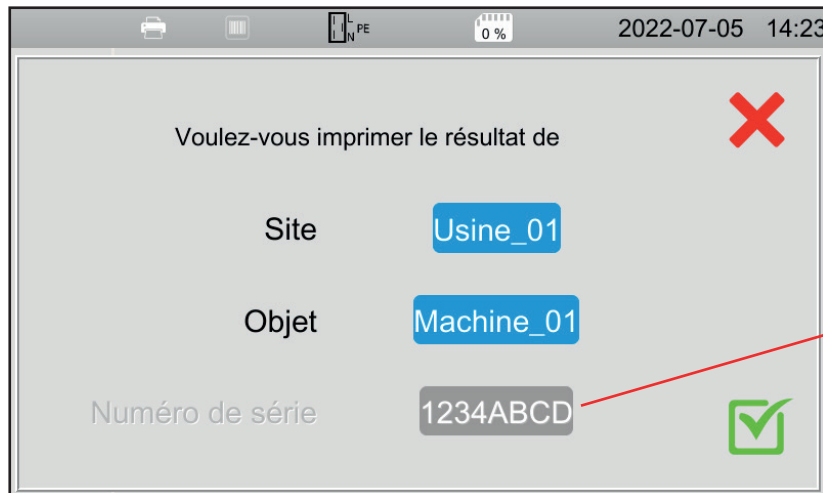 L N PE 0 % 2022-07-05 14:23
Voulez-vous imprimer le résultat de
Site Usine_01
Objet Machine_01
Numéro de série 1234ABCD